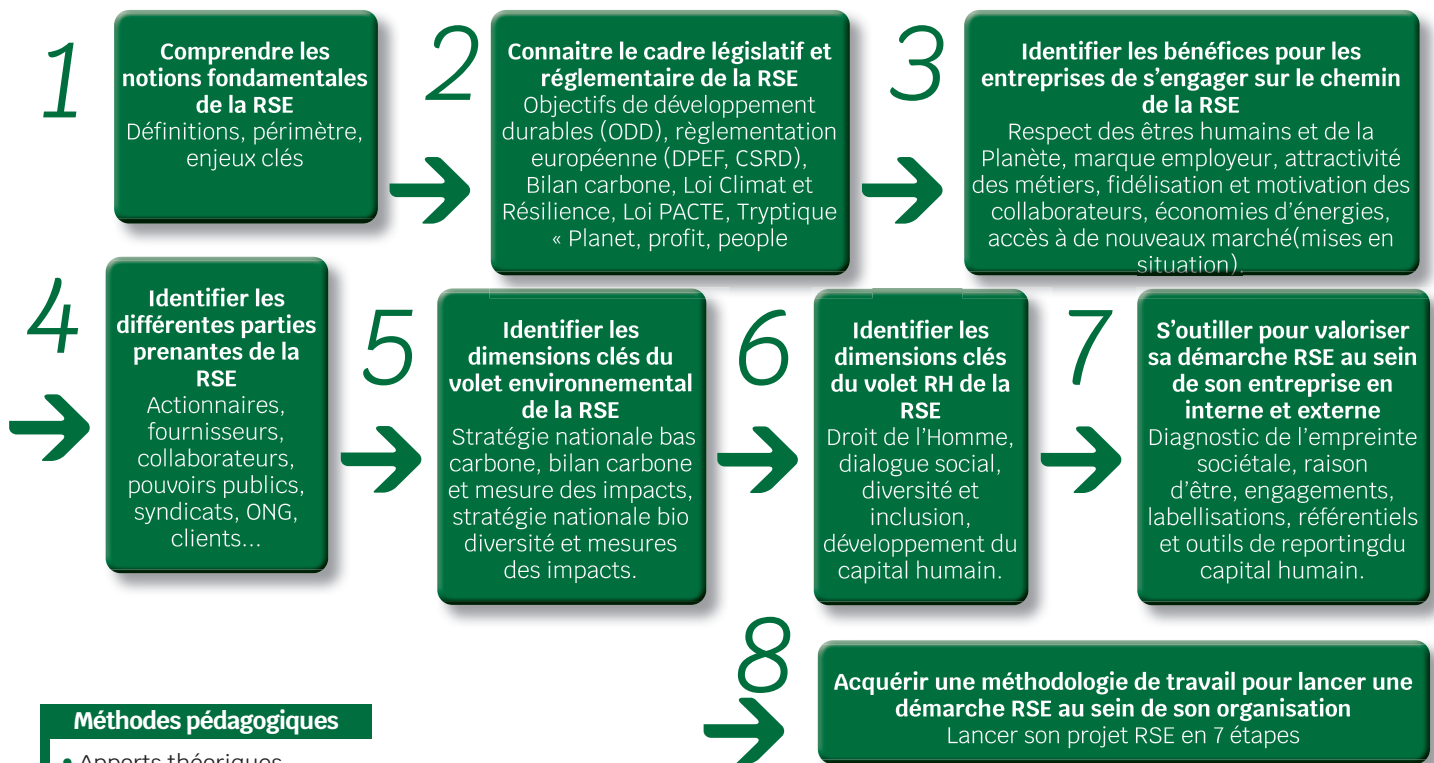 1
Comprendre les
notions fondamentales
de la RSE
Définitions, périmètre,
enjeux clés
2
Connaitre le cadre législatif et
réglementaire de la RSE
Objectifs de développement
durables (ODD), règlementation
européenne (DPEF, CSRD),
Bilan carbone, Loi Climat et
Résilience, Loi PACTE, Tryptique
« Planet, profit, people
3
Identifier les bénéfices pour les
entreprises de s’engager sur le chemin
de la RSE
Respect des êtres humains et de la
Planète, marque employeur, attractivité
des métiers, fidélisation et motivation des
collaborateurs, économies d’énergies,
accès à de nouveaux marché(mises en
situation).
4
Identifier les
différentes parties
prenantes de la
RSE
Actionnaires,
fournisseurs,
collaborateurs,
pouvoirs publics,
syndicats, ONG,
clients...
5
Identifier les
dimensions clés du
volet environnemental
de la RSE
Stratégie nationale bas
carbone, bilan carbone
et mesure des impacts,
stratégie nationale bio
diversité et mesures
des impacts.
6
Identifier les
dimensions clés
du volet RH de la
RSE
Droit de l’Homme,
dialogue social,
diversité et
inclusion,
développement du
capital humain.
7
S’outiller pour valoriser
sa démarche RSE au sein
de son entreprise en
interne et externe
Diagnostic de l’empreinte
sociétale, raison
d’être, engagements,
labellisations, référentiels
et outils de reportingdu
capital humain.
8
Acquérir une méthodologie de travail pour lancer une
démarche RSE au sein de son organisation
Lancer son projet RSE en 7 étapes
Méthodes pédagogiques
• Apports théoriques